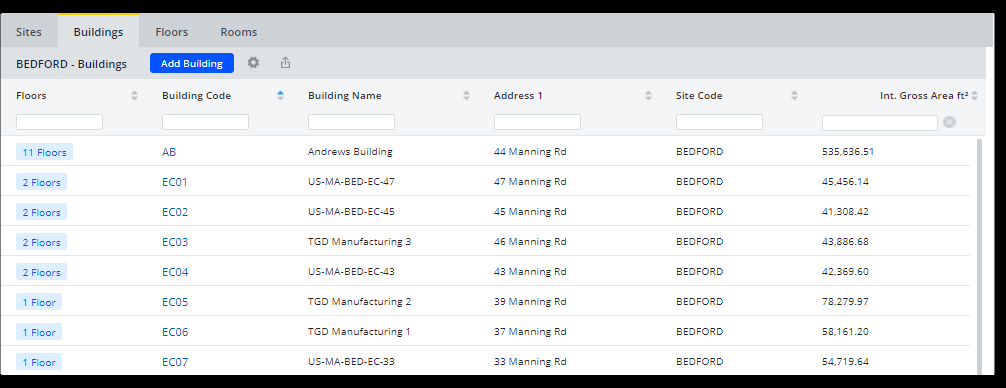 Sites Buildings Floors Rooms
BEDFORD - Buildings Add Building
Floors Building Code Building Name Address 1 Site Code Int. Gross Area ft²
11 Floors AB Andrews Building 44 Manning Rd BEDFORD 535,636.51
2 Floors EC01 US-MA-BED-EC-47 47 Manning Rd BEDFORD 45,456.14
2 Floors EC02 US-MA-BED-EC-45 45 Manning Rd BEDFORD 41,308.42
2 Floors EC03 TGD Manufacturing 3 46 Manning Rd BEDFORD 43,886.68
2 Floors EC04 US-MA-BED-EC-43 43 Manning Rd BEDFORD 42,369.60
1 Floor EC05 TGD Manufacturing 2 39 Manning Rd BEDFORD 78,279.97
1 Floor EC06 TGD Manufacturing 1 37 Manning Rd BEDFORD 58,161.20
1 Floor EC07 US-MA-BED-EC-33 33 Manning Rd BEDFORD 54,719.64